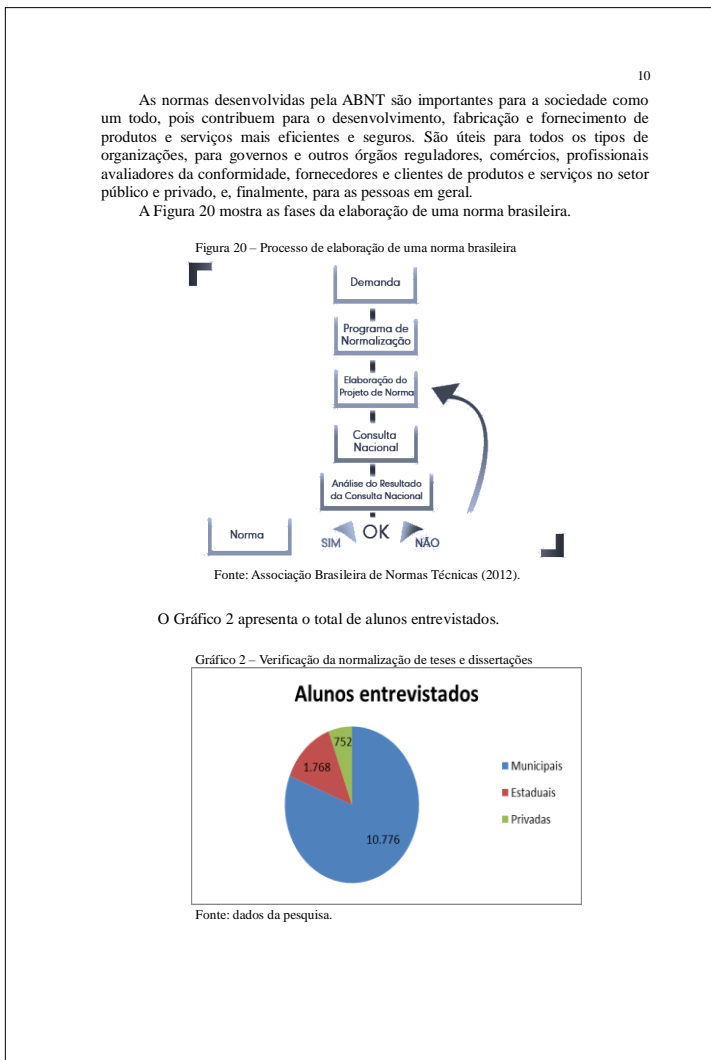 10
As normas desenvolvidas pela ABNT são importantes para a sociedade como
um todo, pois contribuem para o desenvolvimento, fabricação e fornecimento de
produtos e serviços mais eficientes e seguros. São úteis para todos os tipos de
organizações, para governos e outros órgãos reguladores, comércios, profissionais
avaliadores da conformidade, fornecedores e clientes de produtos e serviços no setor
público e privado, e, finalmente, para as pessoas em geral.
A Figura 20 mostra as fases da elaboração de uma norma brasileira.
Figura 20 – Processo de elaboração de uma norma brasileira
Demanda
Programa de
Normalização
Elaboração do
Projeto de Norma
Consulta
Nacional
Análise do Resultado
da Consulta Nacional
Norma
SIM
OK
NÃO
Fonte: Associação Brasileira de Normas Técnicas (2012).
O Gráfico 2 apresenta o total de alunos entrevistados.
Gráfico 2 – Verificação da normalização de teses e dissertações
Alunos entrevistados
752
1.768
10.776
Municipais
Estaduais
Privadas
Fonte: dados da pesquisa.